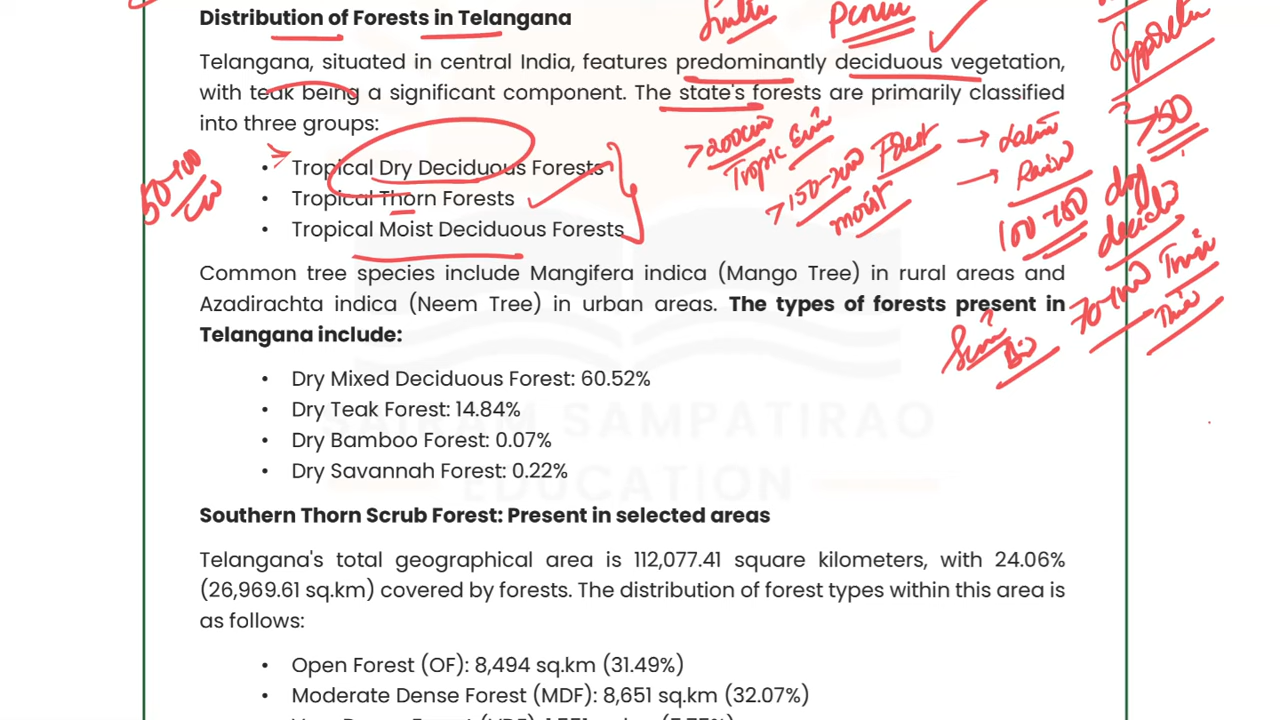 Distribution of Forests in Telangana
Telangana, situated in central India, features predominantly deciduous vegetation,
with teak being a significant component. The state's forests are primarily classified
into three groups:
>200cm
Tropic
Forest
>50
50-100
cm
• Tropical Dry Deciduous Forests
• Tropical Thorn Forests
• Tropical Moist Deciduous Forests
>150-200
moist
→ Rain
dry
Common tree species include Mangifera indica (Mango Tree) in rural areas and
Azadirachta indica (Neem Tree) in urban areas. The types of forests present in
Telangana include:
• Dry Mixed Deciduous Forest: 60.52%
• Dry Teak Forest: 14.84%
• Dry Bamboo Forest: 0.07%
• Dry Savannah Forest: 0.22%
SAIRAM SAMPATIRAO
EDUCATION
Southern Thorn Scrub Forest: Present in selected areas
Telangana's total geographical area is 112,077.41 square kilometers, with 24.06%
(26,969.61 sq.km) covered by forests. The distribution of forest types within this area is
as follows:
• Open Forest (OF): 8,494 sq.km (31.49%)
• Moderate Dense Forest (MDF): 8,651 sq.km (32.07%)